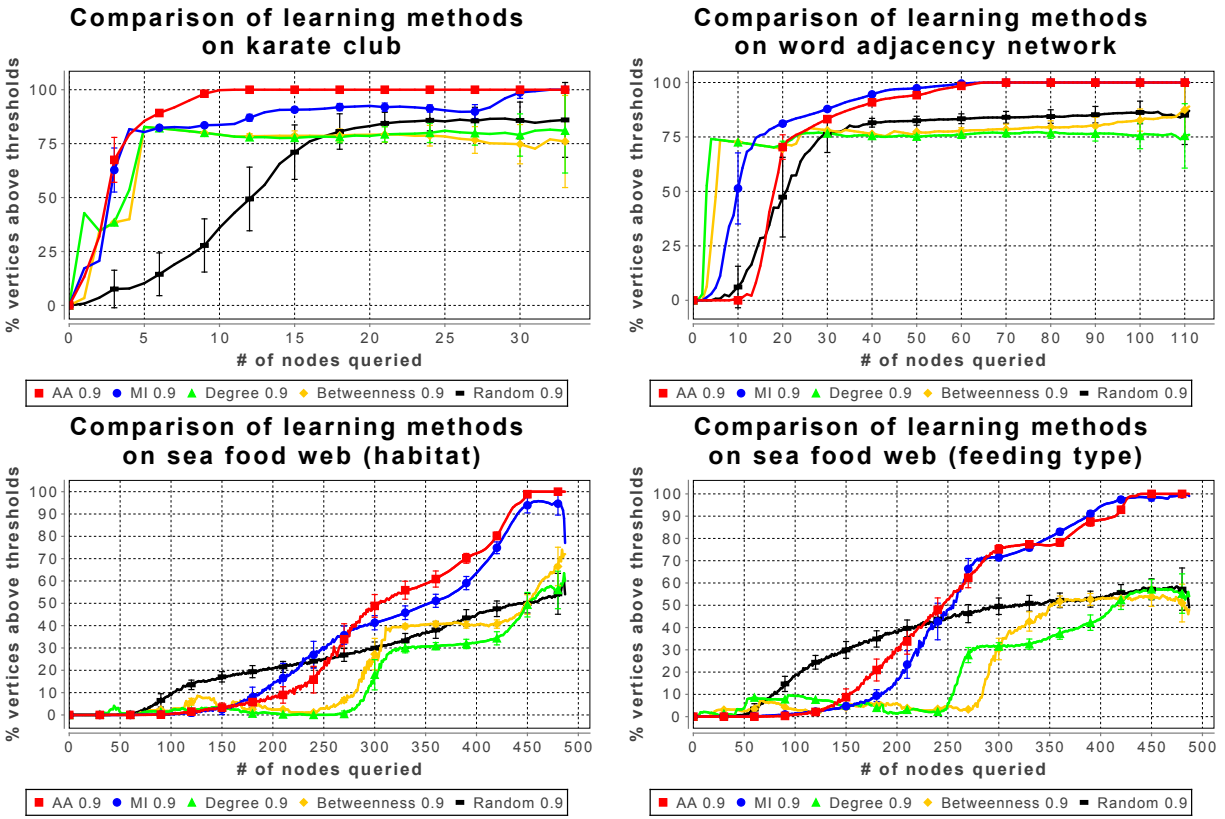 Comparison of learning methods
on karate club
% vertices above thresholds
100
75
50
25
0
0 5 10 15 20 25 30
# of nodes queried
AA 0.9 MI 0.9 Degree 0.9 Betweenness 0.9 Random 0.9
Comparison of learning methods
on word adjacency network
% vertices above thresholds
100
75
50
25
0
0 10 20 30 40 50 60 70 80 90 100 110
# of nodes queried
AA 0.9 MI 0.9 Degree 0.9 Betweenness 0.9 Random 0.9
Comparison of learning methods
on sea food web (habitat)
% vertices above thresholds
100
90
80
70
60
50
40
30
20
10
0
0 50 100 150 200 250 300 350 400 450 500
# of nodes queried
AA 0.9 MI 0.9 Degree 0.9 Betweenness 0.9 Random 0.9
Comparison of learning methods
on sea food web (feeding type)
% vertices above thresholds
100
90
80
70
60
50
40
30
20
10
0
0 50 100 150 200 250 300 350 400 450 500
# of nodes queried
AA 0.9 MI 0.9 Degree 0.9 Betweenness 0.9 Random 0.9